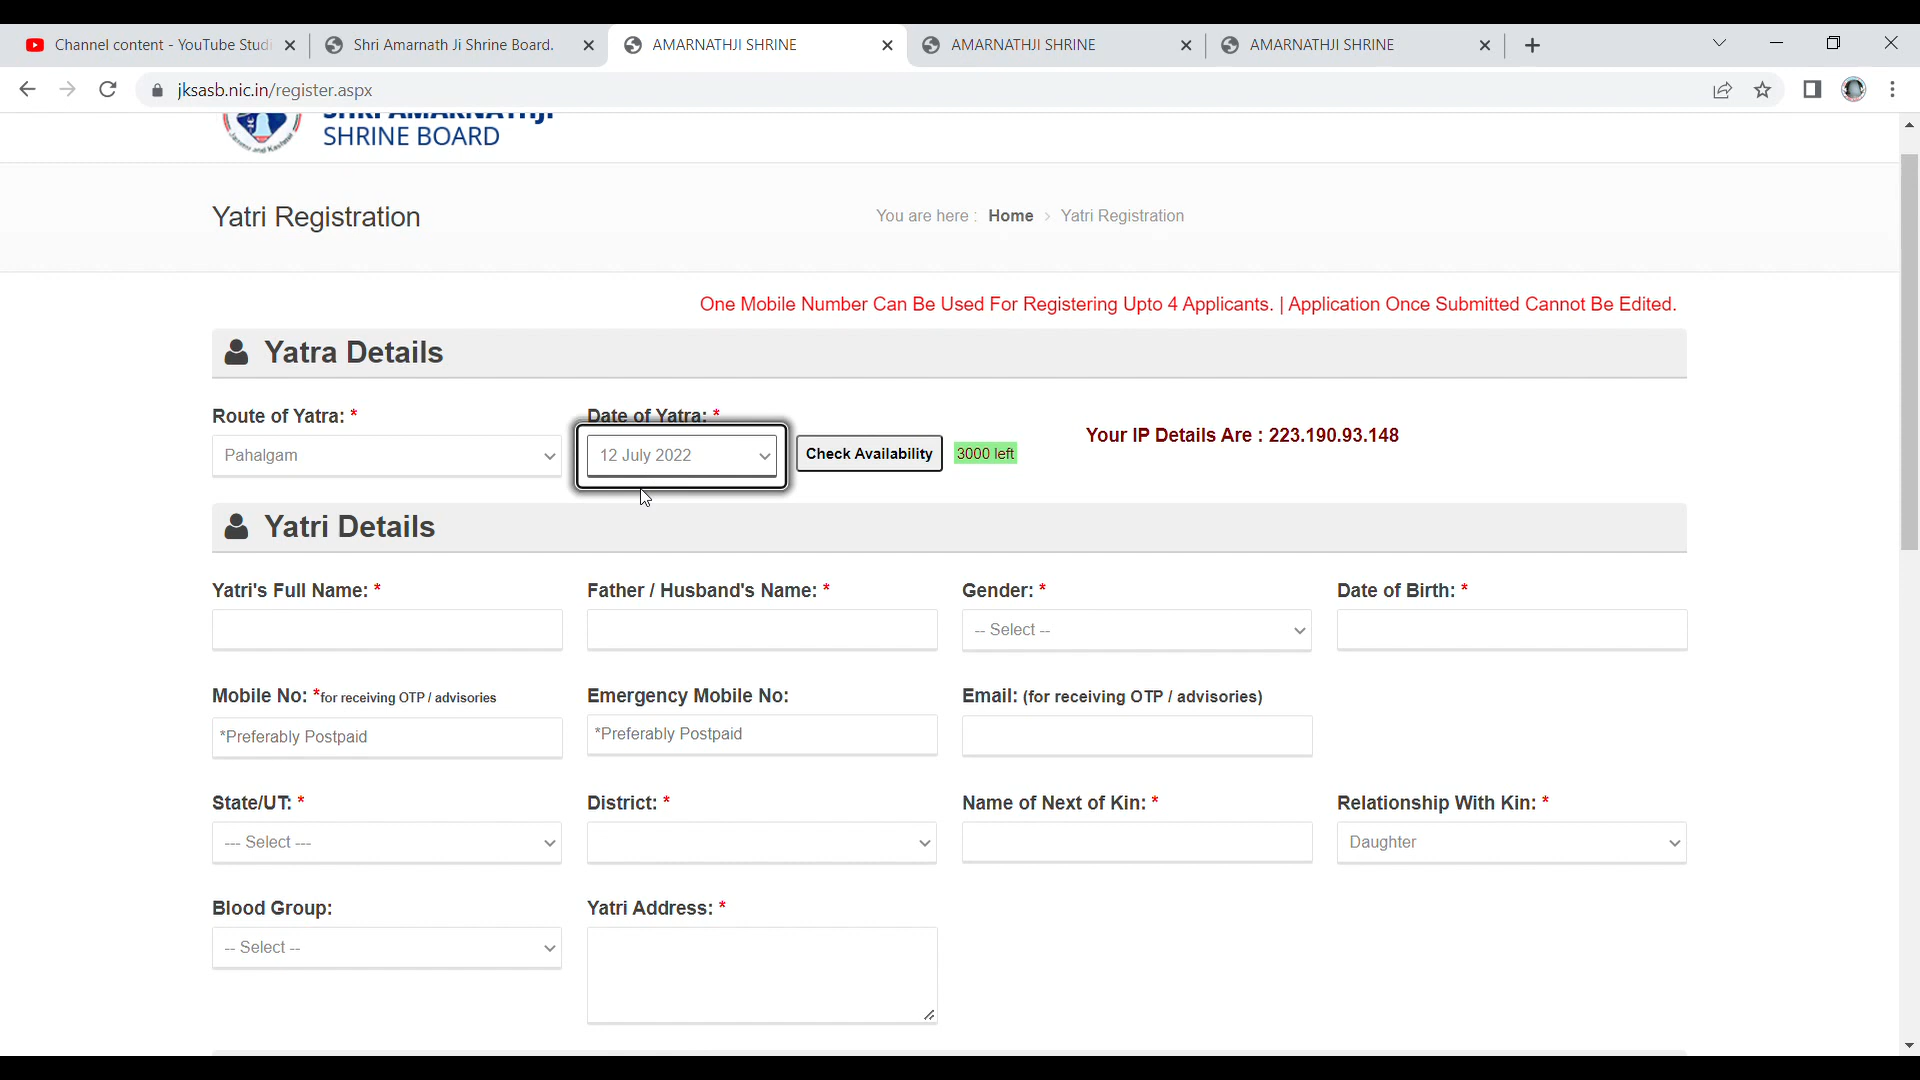 Channel content - YouTube Studi
Shri Amarnath Ji Shrine Board.
AMARNATHJI SHRINE
AMARNATHJI SHRINE
AMARNATHJI SHRINE
jksasb.nic.in/register.aspx
SHRI AMARNATHJI
SHRINE BOARD
Jammu and Kashmir
Yatri Registration
You are here : Home > Yatri Registration
One Mobile Number Can Be Used For Registering Upto 4 Applicants. | Application Once Submitted Cannot Be Edited.
Yatra Details
Route of Yatra: * Date of Yatra: *
Your IP Details Are : 223.190.93.148
Pahalgam 12 July 2022 Check Availability 3000 left
Yatri Details
Yatri's Full Name: * Father / Husband's Name: * Gender: * Date of Birth: *
-- Select --
Mobile No: *for receiving OTP / advisories Emergency Mobile No: Email: (for receiving OTP / advisories)
*Preferably Postpaid *Preferably Postpaid
State/UT: * District: * Name of Next of Kin: * Relationship With Kin: *
--- Select --- Daughter
Blood Group: Yatri Address: *
-- Select --